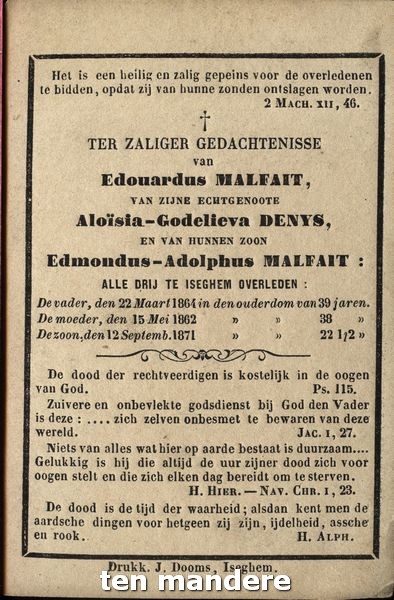 Het is een heilig en zalig gepeins voor de overledenen
te bidden, opdat zij van hunne zonden ontslagen worden.
2 MACH. XII, 46.
†
TER ZALIGER GEDACHTENISSE
van
Edouardus MALFAIT,
VAN ZIJNE ECHTGENOOTE
Aloïsia-Godelieva DENYS,
EN VAN HUNNEN ZOON
Edmondus-Adolphus MALFAIT :
ALLE DRIJ TE ISEGHEM OVERLEDEN :
De vader, den 22 Maart 1864 in den ouderdom van 39 jaren.
De moeder, den 15 Mei 1862 » » 38 »
De zoon, den 12 Septemb. 1871 » » 22 1/2 »
De dood der rechtveerdigen is kostelijk in de oogen
van God. Ps. 115.
Zuivere en onbevlekte godsdienst bij God den Vader
is deze : .... zich zelven onbesmet te bewaren van deze
wereld. JAC. I, 27.
Niets van alles wat hier op aarde bestaat is duurzaam....
Gelukkig is hij die altijd de uur zijner dood zich voor
oogen stelt en die zich elken dag bereidt om te sterven.
H. HIER. — NAV. CHR. I, 23.
De dood is de tijd der waarheid; alsdan kent men de
aardsche dingen voor hetgeen zij zijn, ijdelheid, assche
en rook. H. ALPH.
Drukk. J. Dooms, Iseghem.
ten mandere